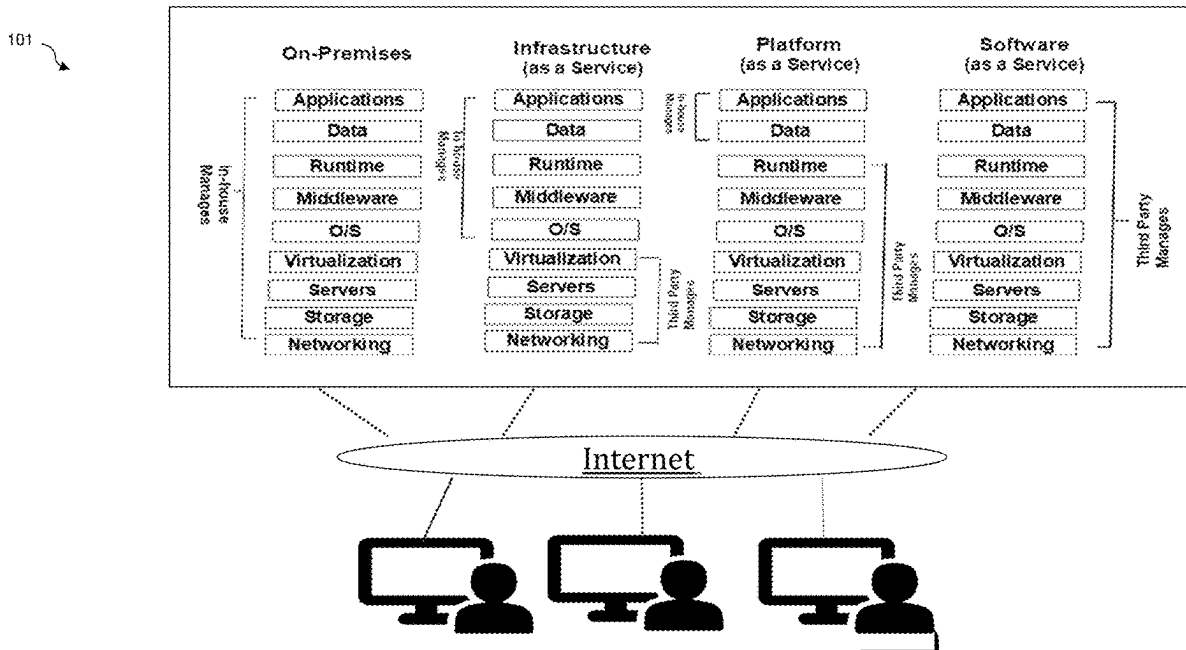 101
On-Premises
Applications
Data
Runtime
Middleware
O/S
Virtualization
Servers
Storage
Networking
In-house
Manages
Infrastructure
(as a Service)
Applications
Data
Runtime
Middleware
O/S
Virtualization
Servers
Storage
Networking
Manages
Third Party
Manages
Platform
(as a Service)
Applications
Data
Runtime
Middleware
O/S
Virtualization
Servers
Storage
Networking
In-house
Manages
Third Party
Manages
Software
(as a Service)
Applications
Data
Runtime
Middleware
O/S
Virtualization
Servers
Storage
Networking
Third Party
Manages
Internet